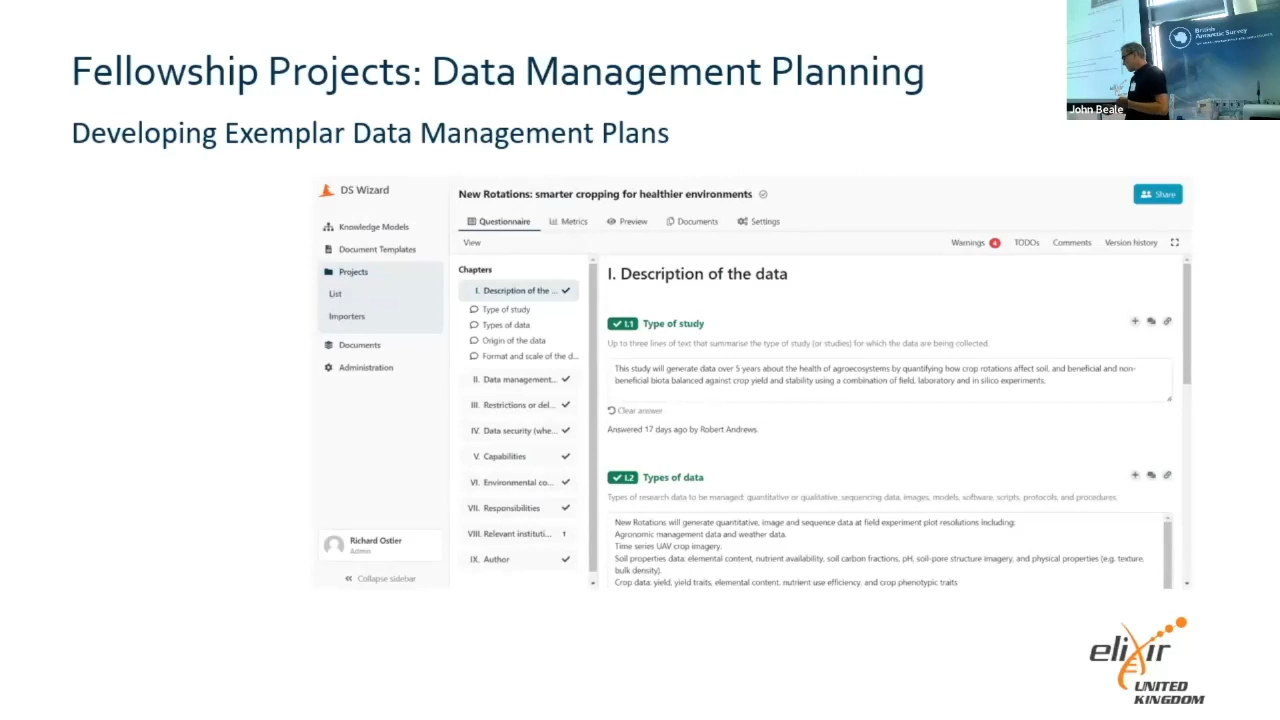 Fellowship Projects: Data Management Planning
Developing Exemplar Data Management Plans
British
Antarctic Survey
John Beale
DS Wizard
Knowledge Models
Document Templates
Projects
List
Importers
Documents
Administration
Richard Ostler
Admin
Collapse sidebar
New Rotations: smarter cropping for healthier environments
Share
Questionnaire
Metrics
Preview
Documents
Settings
View
Warnings 4
TODOs
Comments
Version history
Chapters
I. Description of the ...
Type of study
Types of data
Origin of the data
Format and scale of the d...
II. Data management...
III. Restrictions or del...
IV. Data security (whe...
V. Capabilities
VI. Environmental co...
VII. Responsibilities
VIII. Relevant instituti... 1
IX. Author
I. Description of the data
I.1 Type of study
Up to three lines of text that summarise the type of study (or studies) for which the data are being collected.
This study will generate data over 5 years about the health of agroecosystems by quantifying how crop rotations affect soil, and beneficial and non-
beneficial biota balanced against crop yield and stability using a combination of field, laboratory and in silico experiments.
Clear answer
Answered 17 days ago by Robert Andrews.
I.2 Types of data
Types of research data to be managed: quantitative or qualitative, sequencing data, images, models, software, scripts, protocols, and procedures.
New Rotations will generate quantitative, image and sequence data at field experiment plot resolutions including:
Agronomic management data and weather data.
Time series UAV crop imagery.
Soil properties data: elemental content, nutrient availability, soil carbon fractions, pH, soil-pore structure imagery, and physical properties (e.g. texture,
bulk density).
Crop data: yield, yield traits, elemental content, nutrient use efficiency, and crop phenotypic traits
elixir
UNITED
KINGDOM